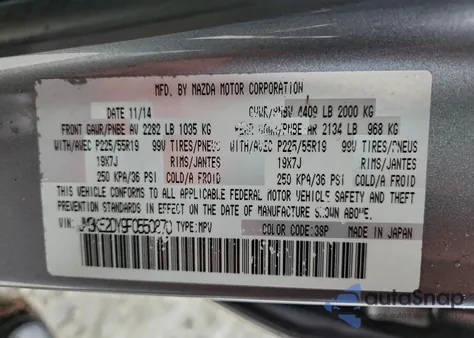 MFD. BY MAZDA MOTOR CORPORATION
DATE 11/14 GVWR/PNBV 4409 LB 2000 KG
FRONT GAWR/PNBE AV 2282 LB 1035 KG GAWR/PNBE AR 2134 LB 968 KG
WITH/AVEC P225/55R19 99V TIRES/PNEUS WITH/AVEC P225/55R19 99V TIRES/PNEUS
19X7J RIMS/JANTES 19X7J RIMS/JANTES
250 KPA/36 PSI COLD/A FROID 250 KPA/36 PSI COLD/A FROID
THIS VEHICLE CONFORMS TO ALL APPLICABLE FEDERAL MOTOR VEHICLE SAFETY AND THEFT
PREVENTION STANDARDS IN EFFECT ON THE DATE OF MANUFACTURE SHOWN ABOVE.
VIN: TYPE:MPV COLOR CODE:38P MADE IN JAPAN
autoSnap